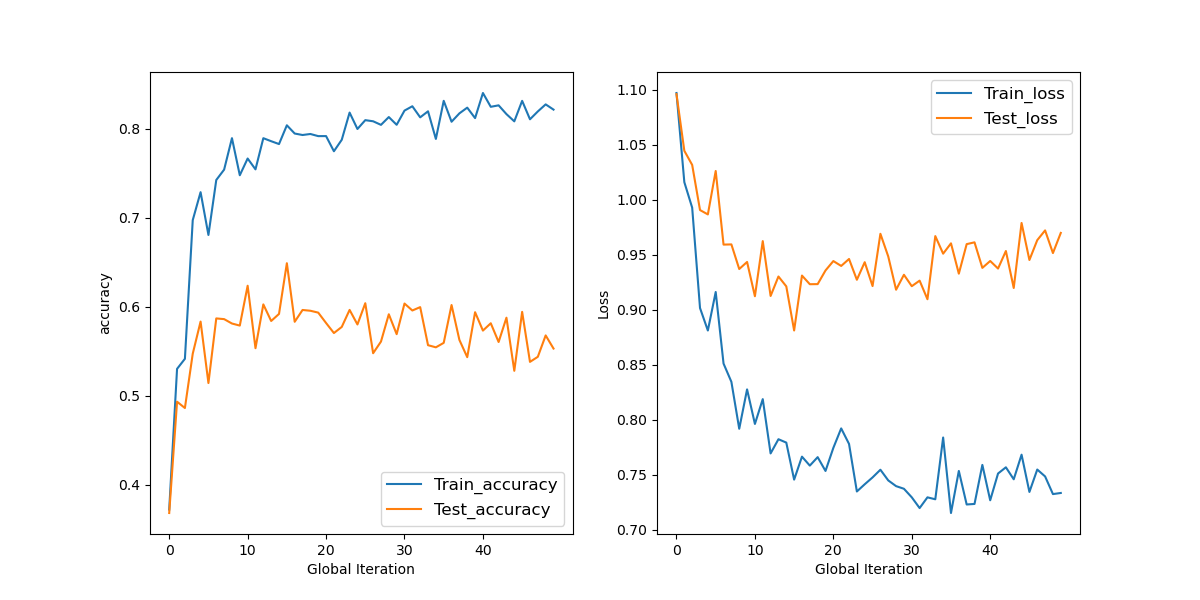 accuracy
0.8
0.7
0.6
0.5
0.4
0 10 20 30 40
Global Iteration
Train_accuracy
Test_accuracy
Loss
1.10
1.05
1.00
0.95
0.90
0.85
0.80
0.75
0.70
0 10 20 30 40
Global Iteration
Train_loss
Test_loss